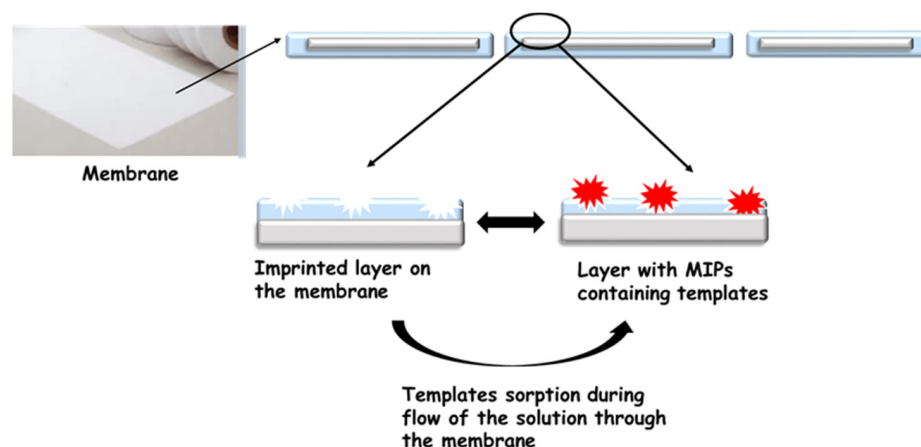 Membrane
Imprinted layer on
the membrane
Layer with MIPs
containing templates
Templates sorption during
flow of the solution through
the membrane